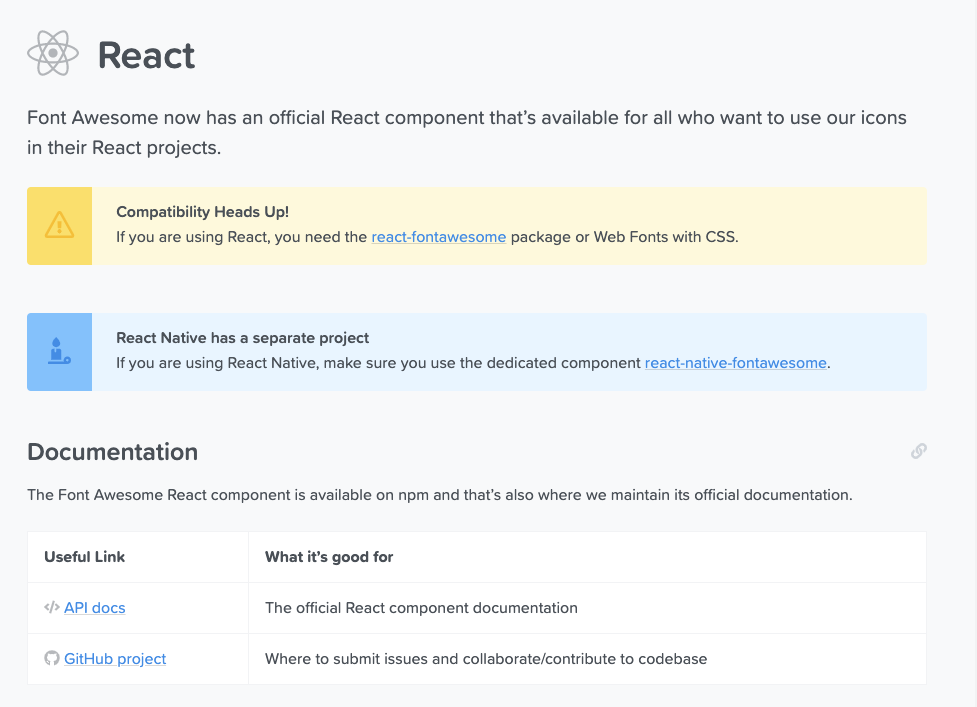 React
Font Awesome now has an official React component that’s available for all who want to use our icons
in their React projects.
Compatibility Heads Up!
If you are using React, you need the react-fontawesome package or Web Fonts with CSS.
React Native has a separate project
If you are using React Native, make sure you use the dedicated component react-native-fontawesome.
Documentation
The Font Awesome React component is available on npm and that’s also where we maintain its official documentation.
Useful Link What it’s good for
API docs The official React component documentation
GitHub project Where to submit issues and collaborate/contribute to codebase